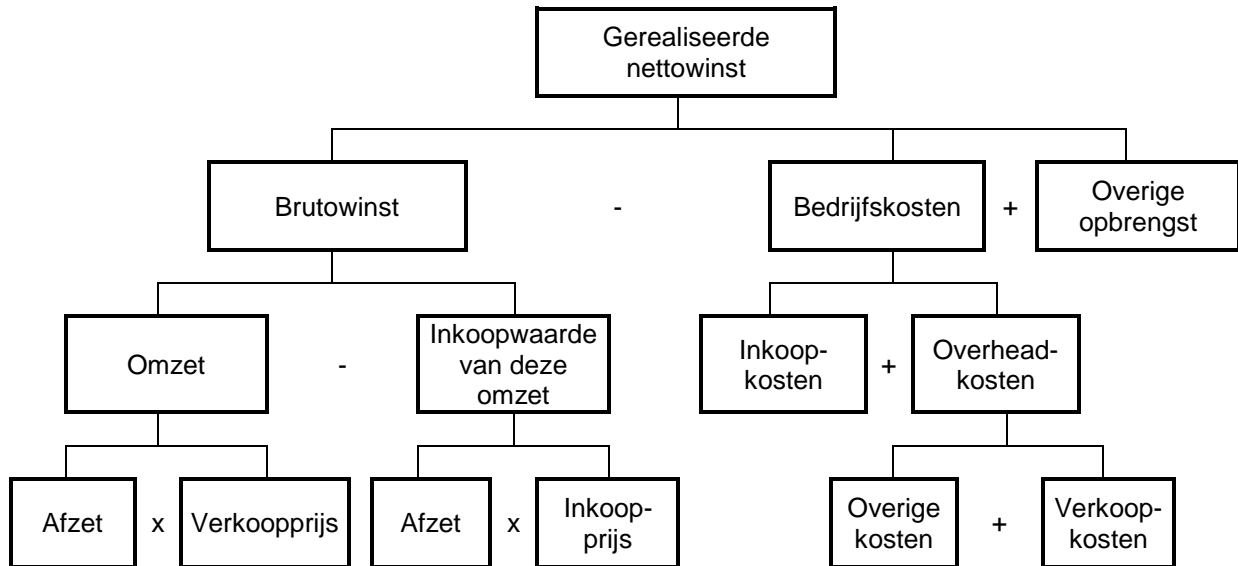 Gerealiseerde
nettowinst
Brutowinst
-
Bedrijfskosten
+
Overige
opbrengst
Omzet
-
Inkoopwaarde
van deze
omzet
Inkoop-
kosten
+
Overhead-
kosten
Afzet
x
Verkoopprijs
Afzet
x
Inkoop-
prijs
Overige
kosten
+
Verkoop-
kosten